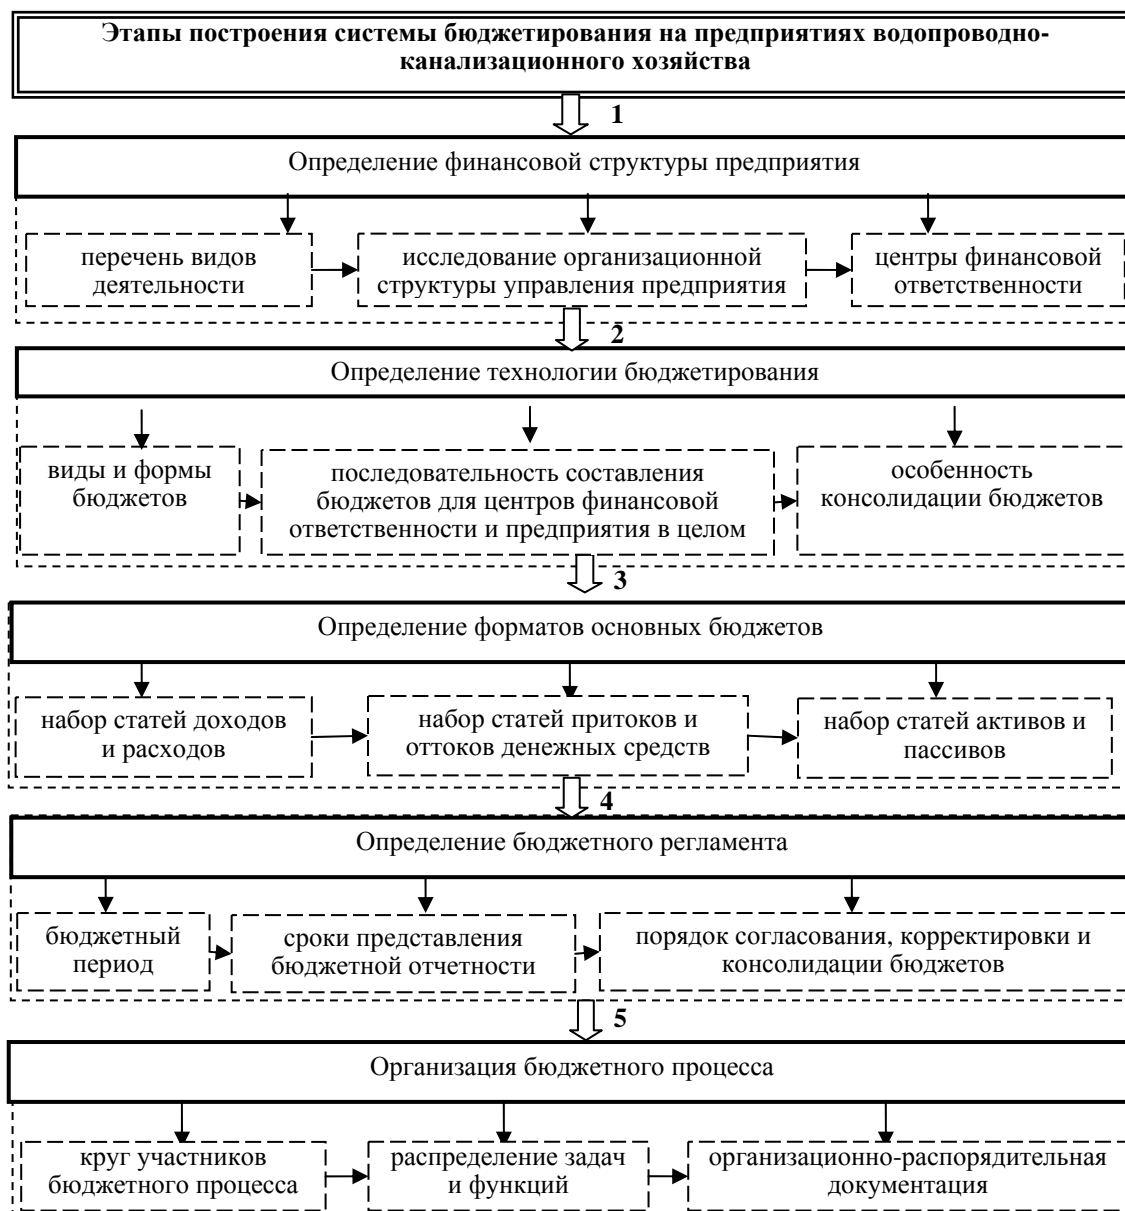 Этапы построения системы бюджетирования на предприятиях водопроводно-
канализационного хозяйства
1
Определение финансовой структуры предприятия
перечень видов
деятельности
исследование организационной
структуры управления предприятия
центры финансовой
ответственности
2
Определение технологии бюджетирования
виды и формы
бюджетов
последовательность составления
бюджетов для центров финансовой
ответственности и предприятия в целом
особенность
консолидации бюджетов
3
Определение форматов основных бюджетов
набор статей доходов
и расходов
набор статей притоков и
оттоков денежных средств
набор статей активов и
пассивов
4
Определение бюджетного регламента
бюджетный
период
сроки представления
бюджетной отчетности
порядок согласования, корректировки и
консолидации бюджетов
5
Организация бюджетного процесса
круг участников
бюджетного процесса
распределение задач
и функций
организационно-распорядительная
документация